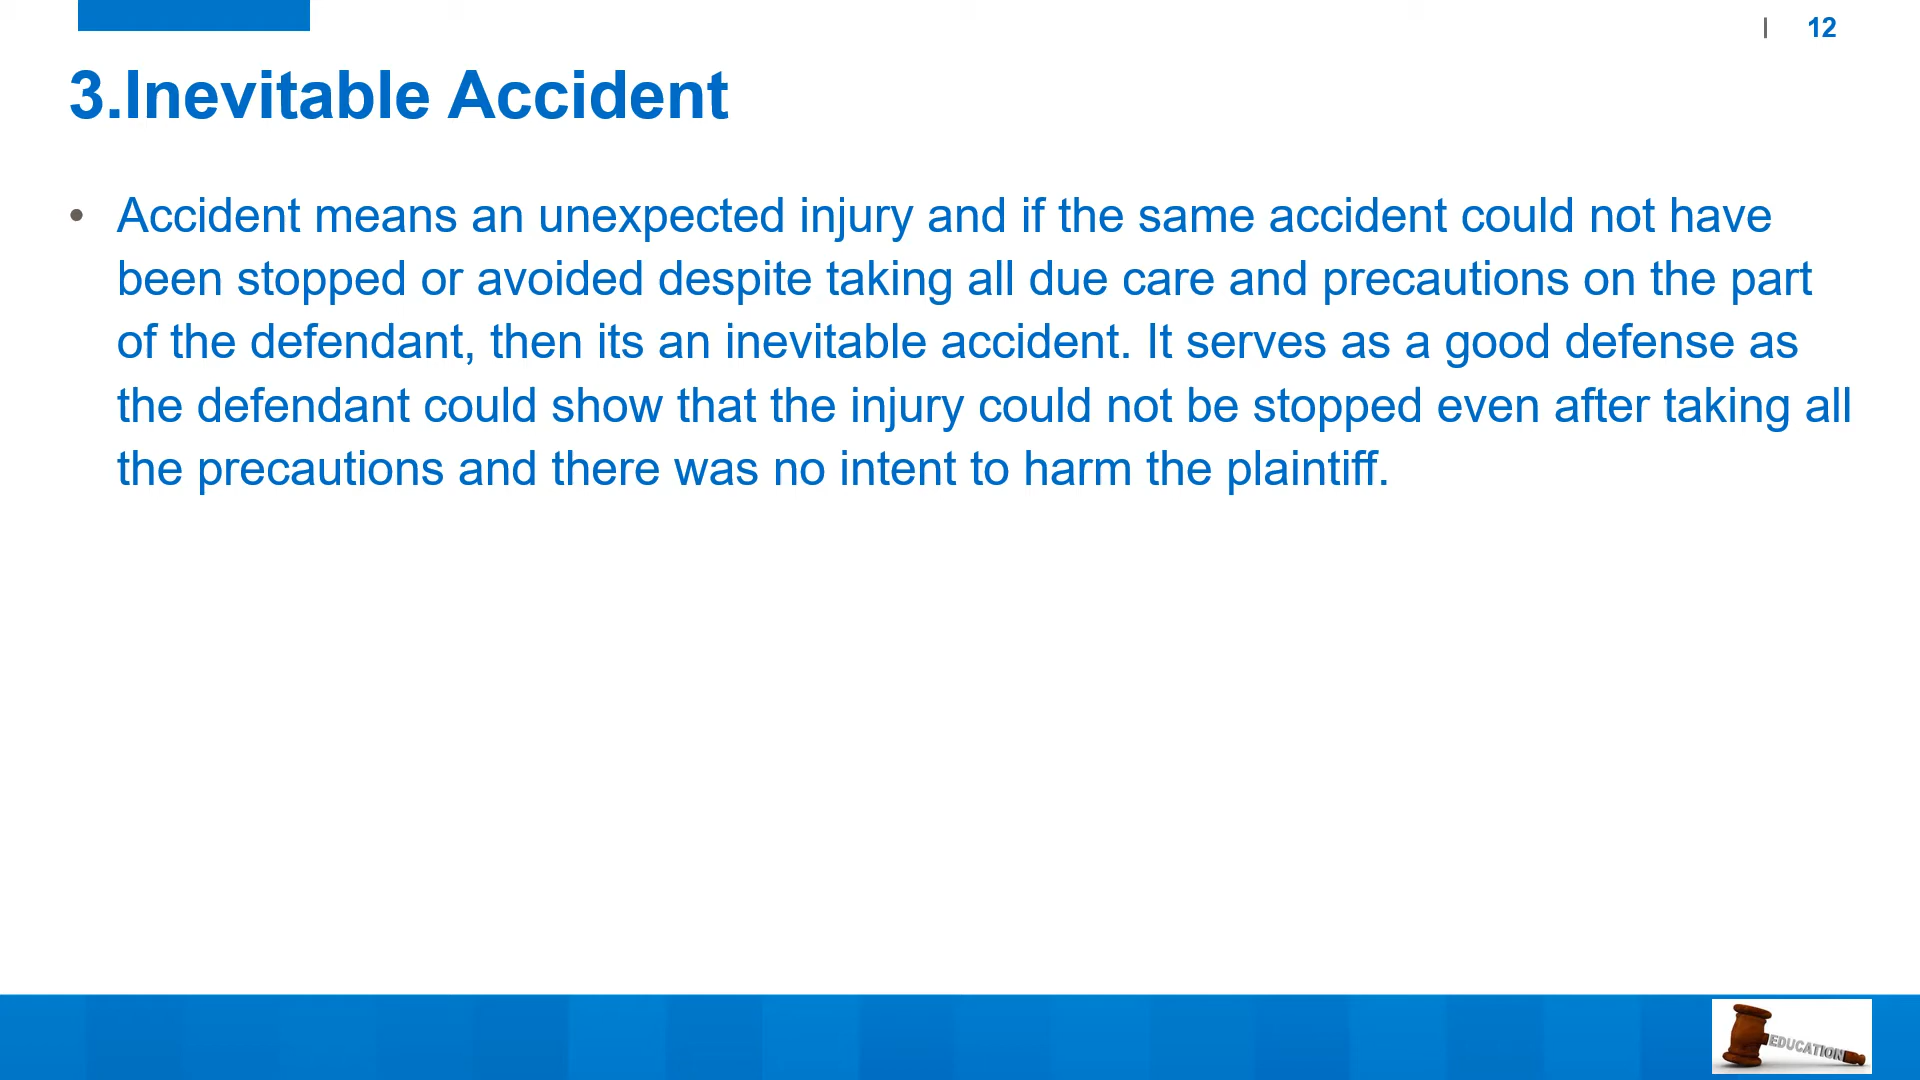 | 12
3.Inevitable Accident
• Accident means an unexpected injury and if the same accident could not have
been stopped or avoided despite taking all due care and precautions on the part
of the defendant, then its an inevitable accident. It serves as a good defense as
the defendant could show that the injury could not be stopped even after taking all
the precautions and there was no intent to harm the plaintiff.
EDUCATION